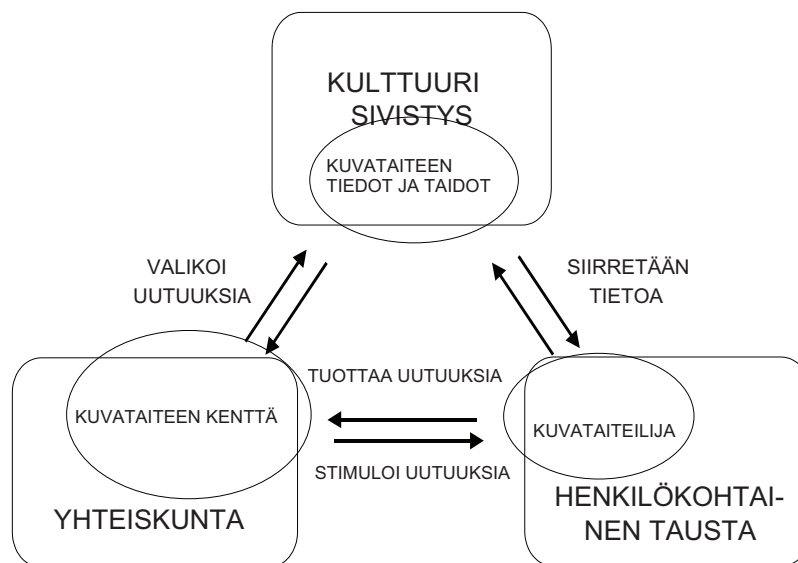 KULTTUURI
SIVISTYS
KUVATAITEEN
TIEDOT JA TAIDOT
VALIKOI
UUTUUKSIA
SIIRRETÄÄN
TIETOA
TUOTTAA UUTUUKSIA
KUVATAITEEN KENTTÄ
KUVATAITEILIJA
STIMULOI UUTUUKSIA
YHTEISKUNTA
HENKILÖKOHTAI-
NEN TAUSTA